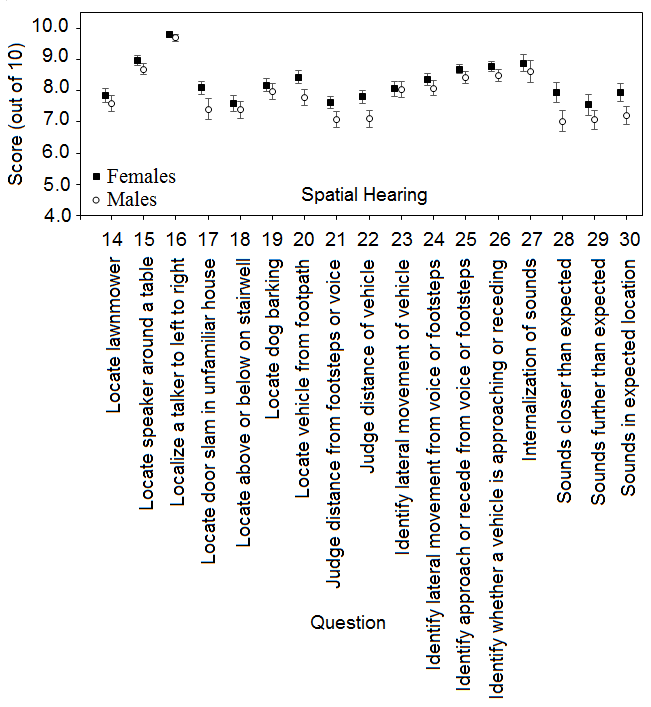 10.0
9.0
8.0
7.0
6.0
5.0
4.0
Score (out of 10)
Females
Males
Spatial Hearing
14 15 16 17 18 19 20 21 22 23 24 25 26 27 28 29 30
Locate lawnmower
Locate speaker around a table
Localize a talker to left to right
Locate door slam in unfamiliar house
Locate above or below on stairwell
Locate dog barking
Locate vehicle from footpath
Judge distance from footsteps or voice
Judge distance of vehicle
Identify lateral movement of vehicle
Identify lateral movement from voice or footsteps
Identify approach or recede from voice or footsteps
Identify whether a vehicle is approaching or receding
Internalization of sounds
Sounds closer than expected
Sounds further than expected
Sounds in expected location
Question